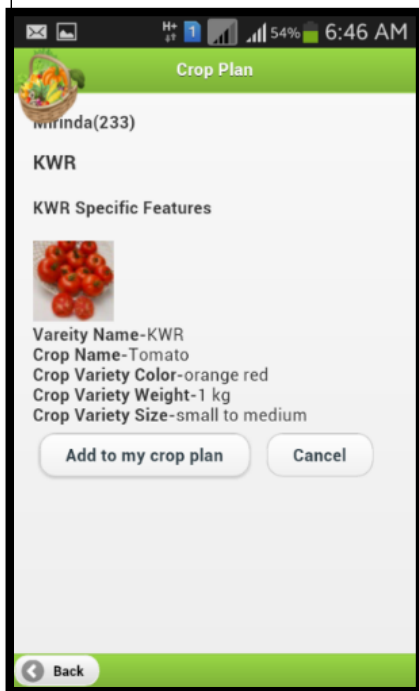 H+ 1 54% 6:46 AM
Crop Plan
Mirinda(233)
KWR
KWR Specific Features
Vareity Name-KWR
Crop Name-Tomato
Crop Variety Color-orange red
Crop Variety Weight-1 kg
Crop Variety Size-small to medium
Add to my crop plan Cancel
Back